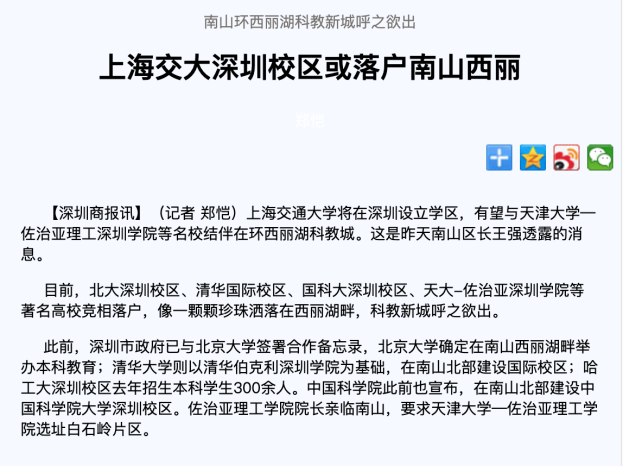 南山环西丽湖科教新城呼之欲出
上海交大深圳校区或落户南山西丽
郑恺
【深圳商报讯】（记者 郑恺）上海交通大学将在深圳设立学区，有望与天津大学—
佐治亚理工深圳学院等名校结伴在环西丽湖科教城。这是昨天南山区长王强透露的消
息。
目前，北大深圳校区、清华国际校区、国科大深圳校区、天大–佐治亚深圳学院等
著名高校竞相落户，像一颗颗珍珠洒落在西丽湖畔，科教新城呼之欲出。
此前，深圳市政府已与北京大学签署合作备忘录，北京大学确定在南山西丽湖畔举
办本科教育；清华大学则以清华伯克利深圳学院为基础，在南山北部建设国际校区；哈
工大深圳校区去年招生本科学生300余人。中国科学院此前也宣布，在南山北部建设中
国科学院大学深圳校区。佐治亚理工学院院长亲临南山，要求天津大学—佐治亚理工学
院选址白石岭片区。